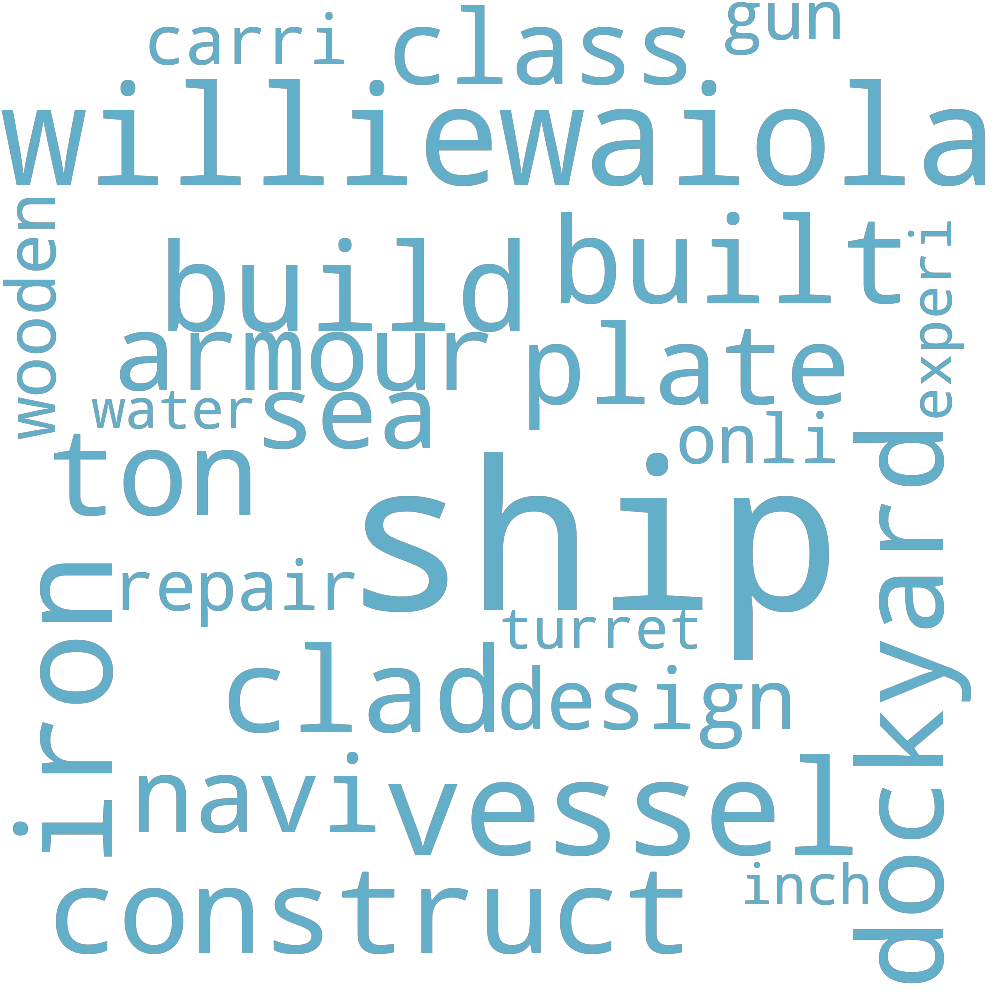 carri
class
gun
williewaiola
wooden
build
built
experi
armour
plate
water
sea
onli
ton
ship
dockyard
iron
repair
turret
clad
design
navi
vessel
inch
construct